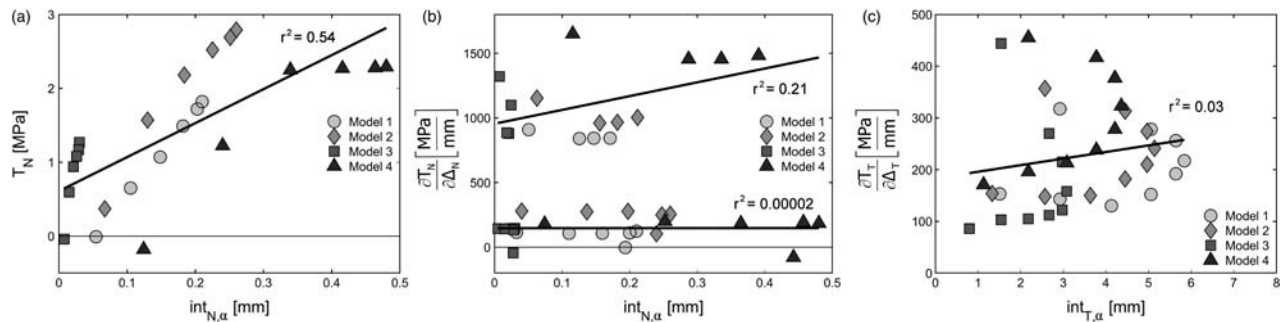 (a)
3
2
1
0
T_N [MPa]
r² = 0.54
Model 1
Model 2
Model 3
Model 4
0 0.1 0.2 0.3 0.4 0.5
int_N,α [mm]
(b)
1500
1000
500
0
∂T_N/∂Δ_N [MPa/mm]
r² = 0.21
Model 1
Model 2
Model 3
Model 4
r² = 0.00002
0 0.1 0.2 0.3 0.4 0.5
int_N,α [mm]
(c)
500
400
300
200
100
0
∂T_T/∂Δ_T [MPa/mm]
r² = 0.03
Model 1
Model 2
Model 3
Model 4
0 1 2 3 4 5 6 7 8
int_T,α [mm]